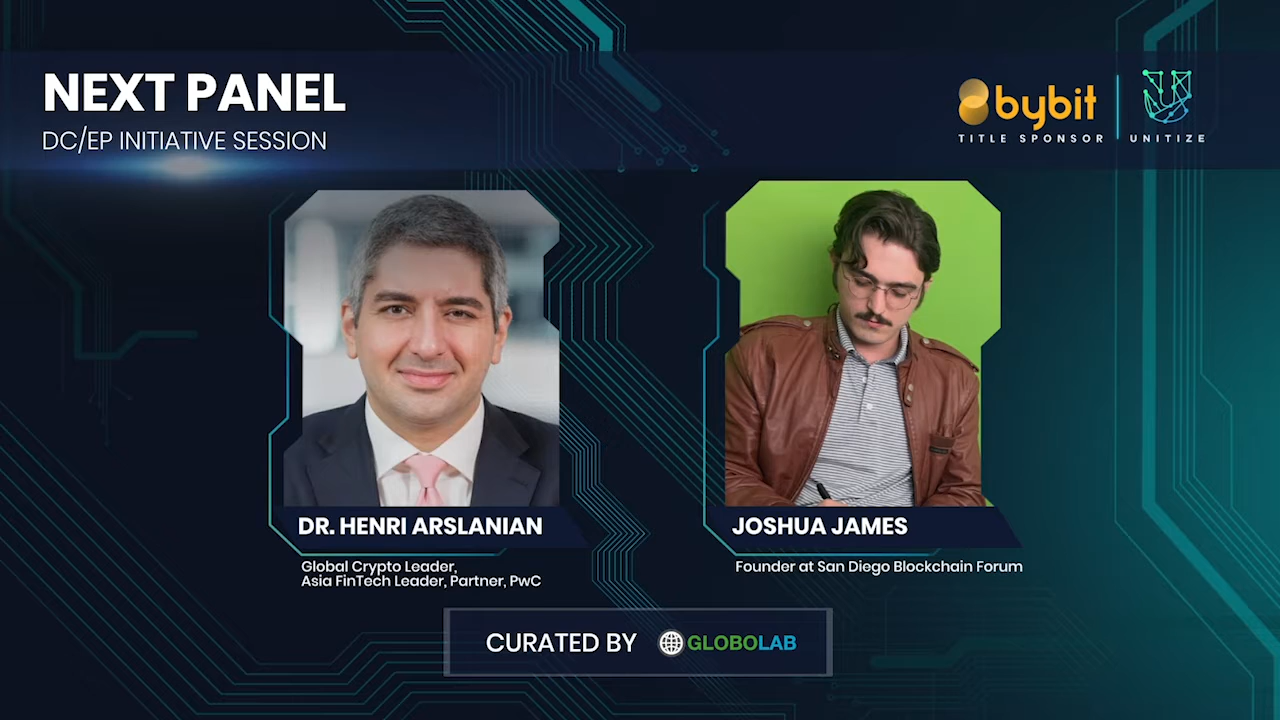 NEXT PANEL
DC/EP INITIATIVE SESSION
bybit
TITLE SPONSOR
UNITIZE
DR. HENRI ARSLANIAN
Global Crypto Leader,
Asia FinTech Leader, Partner, PwC
JOSHUA JAMES
Founder at San Diego Blockchain Forum
CURATED BY
GLOBOLAB